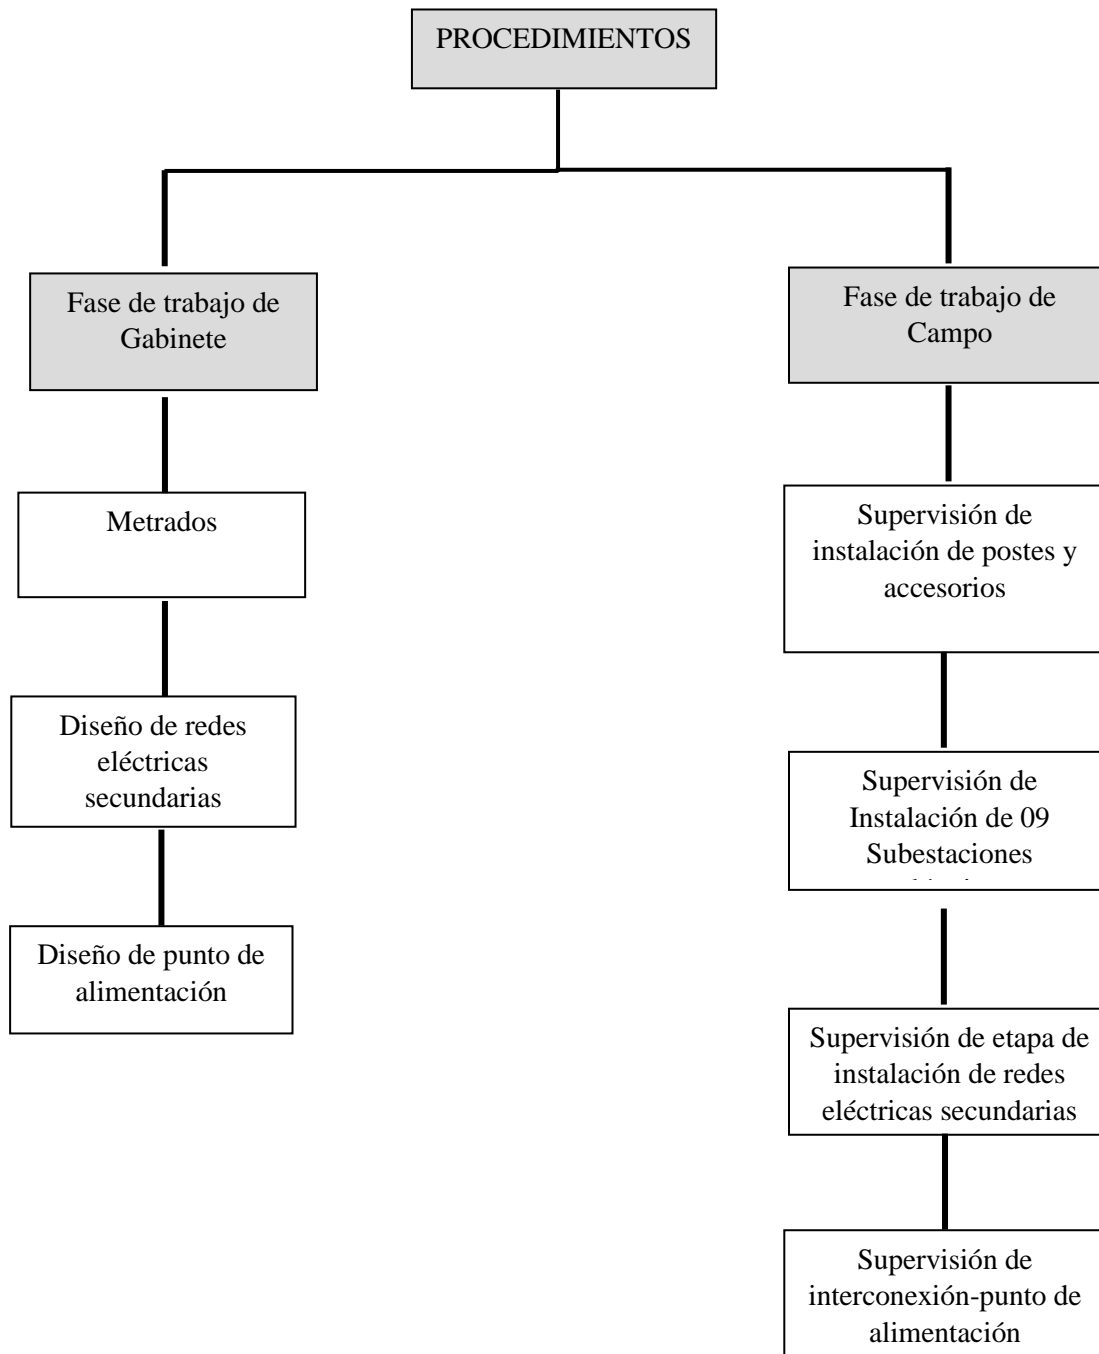 PROCEDIMIENTOS
Fase de trabajo de
Gabinete
Metrados
Diseño de redes
eléctricas
secundarias
Diseño de punto de
alimentación
Fase de trabajo de
Campo
Supervisión de
instalación de postes y
accesorios
Supervisión de
Instalación de 09
Subestaciones
Supervisión de etapa de
instalación de redes
eléctricas secundarias
Supervisión de
interconexión-punto de
alimentación